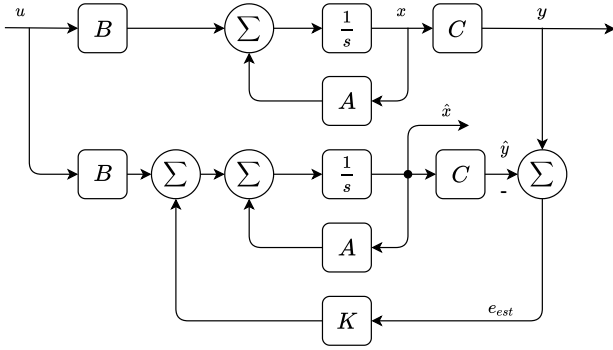 u B ∑ 1/s x C y
A
x̂
B ∑ ∑ 1/s C ŷ - ∑
A
K e_est